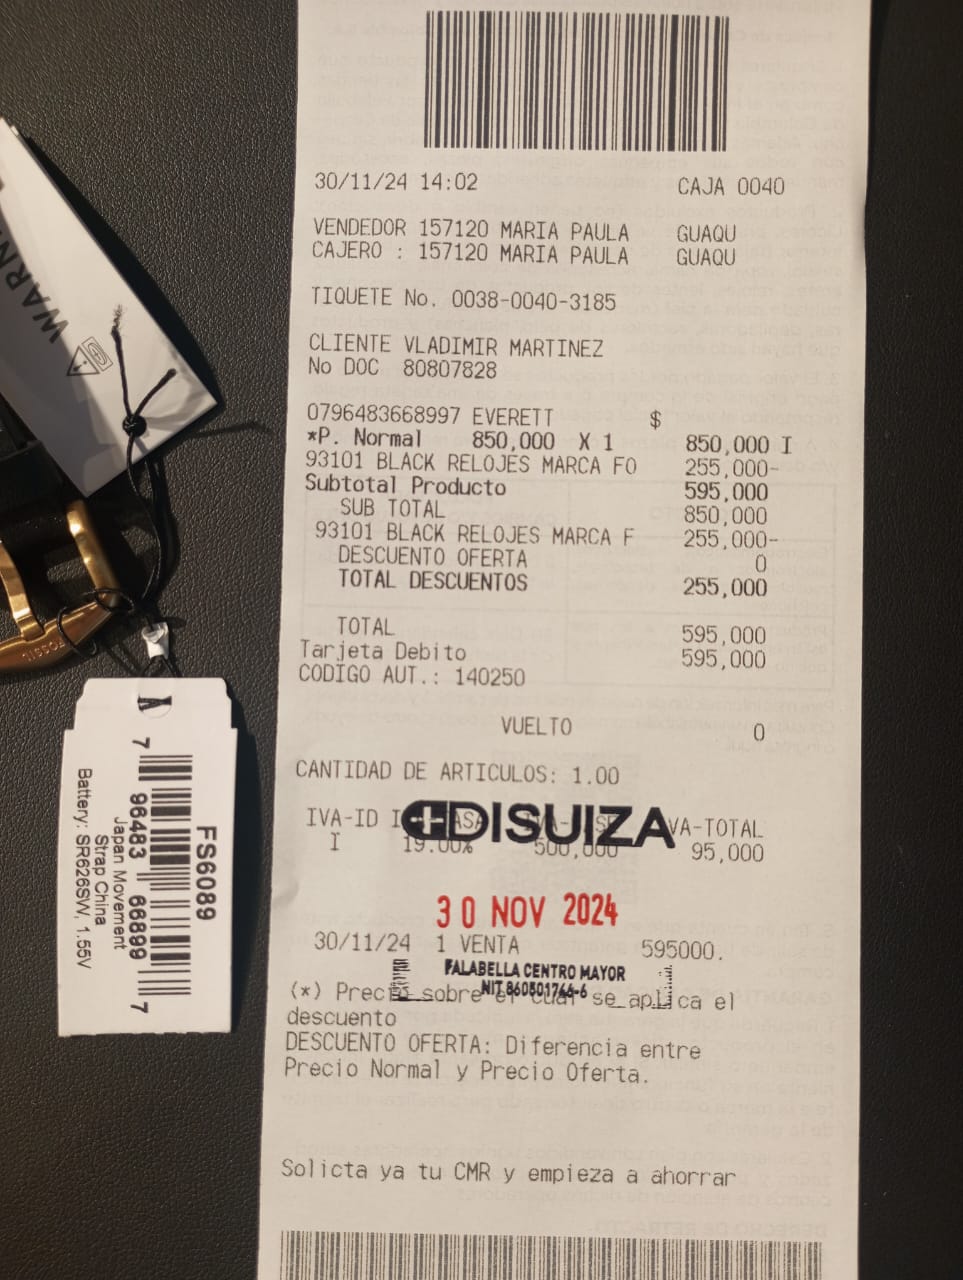 30/11/24 14:02 CAJA 0040
VENDEDOR 157120 MARIA PAULA GUAQU
CAJERO : 157120 MARIA PAULA GUAQU
TIQUETE No. 0038-0040-3185
CLIENTE VLADIMIR MARTINEZ
No DOC 80807828
0796483668997 EVERETT $
*P. Normal 850,000 X 1 850,000 I
93101 BLACK RELOJES MARCA FO 255,000-
Subtotal Producto 595,000
SUB TOTAL 850,000
93101 BLACK RELOJES MARCA F 255,000-
DESCUENTO OFERTA 0
TOTAL DESCUENTOS 255,000
TOTAL 595,000
Tarjeta Debito 595,000
CODIGO AUT.: 140250
VUELTO 0
CANTIDAD DE ARTICULOS: 1.00
IVA-ID VA-TOTAL
DISUIZA
I 19.00% 500,000 95,000
30 NOV 2024
30/11/24 1 VENTA 595000.
FALABELLA CENTRO MAYOR
(*) Precio sobre el cual se aplica el
descuento
DESCUENTO OFERTA: Diferencia entre
Precio Normal y Precio Oferta.
Solicta ya tu CMR y empieza a ahorrar
FOSSIL
A
FS6089
7 96483 66899 7
Japan Movement
Strap China
Battery: SR626SW, 1.55V